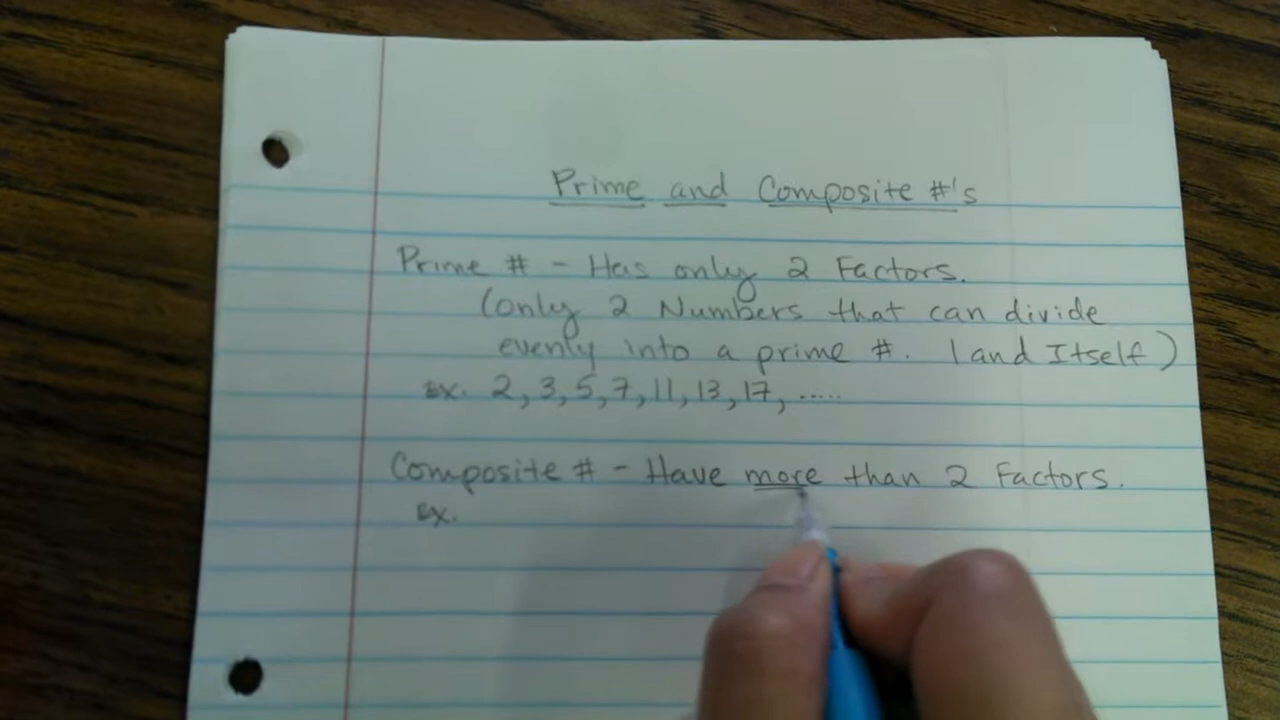 Prime and Composite #'s
Prime # - Has only 2 Factors.
(only 2 Numbers that can divide
evenly into a prime #. 1 and Itself)
Ex. 2, 3, 5, 7, 11, 13, 17, .....
Composite # - Have more than 2 Factors.
Ex.